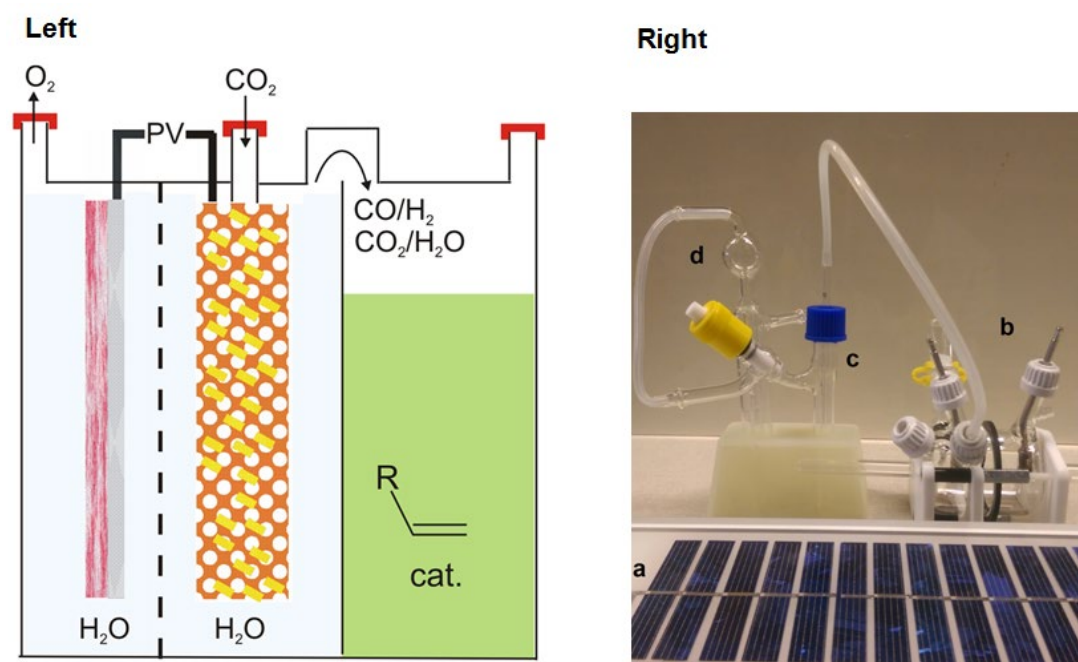 Left
Right
O₂
CO₂
PV
CO/H₂
CO₂/H₂O
R
cat.
H₂O
H₂O
d
b
c
a